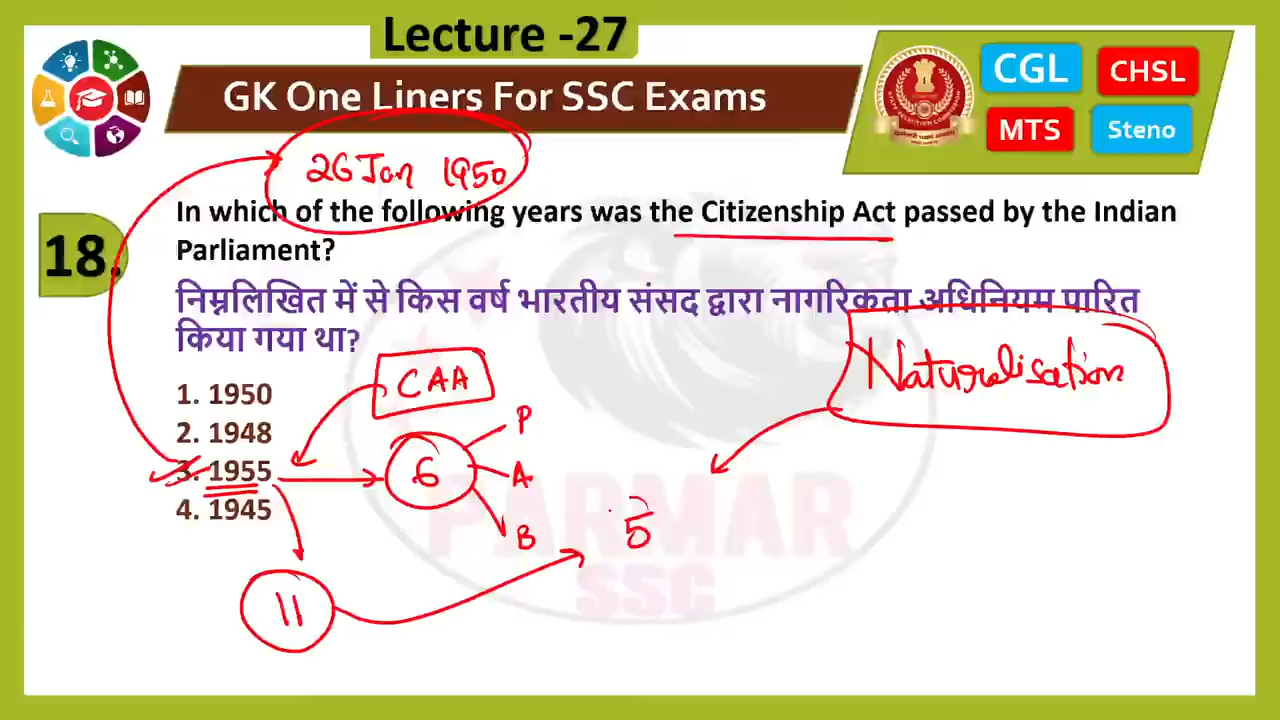 Lecture -27
GK One Liners For SSC Exams
CGL
CHSL
MTS
Steno
26 Jan 1950
18.
In which of the following years was the Citizenship Act passed by the Indian
Parliament?
निम्नलिखित में से किस वर्ष भारतीय संसद द्वारा नागरिकता अधिनियम पारित
किया गया था?
Naturalisation
CAA
1. 1950
2. 1948
3. 1955
4. 1945
6
P
A
B
5
11
PARMAR
SSC